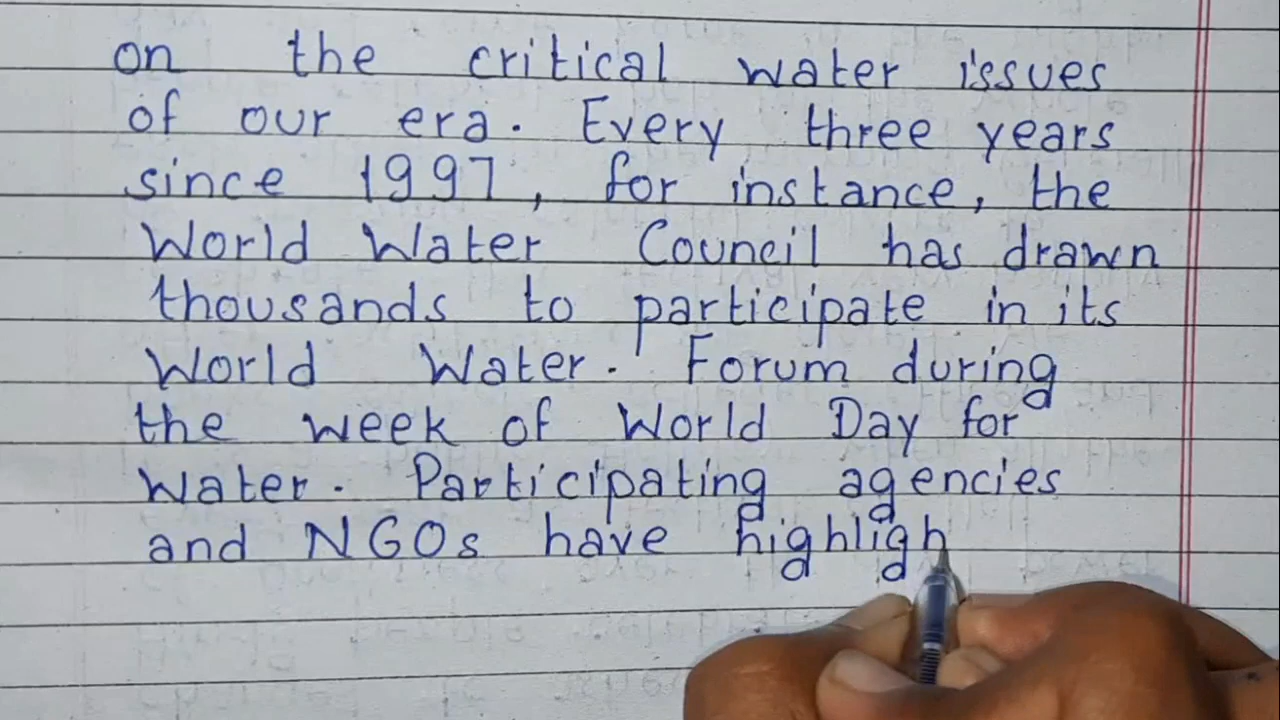 on the critical water issues
of our era. Every three years
since 1997, for instance, the
World Water Council has drawn
thousands to participate in its
World Water. Forum during
the week of World Day for
Water. Participating agencies
and NGOs have highligh